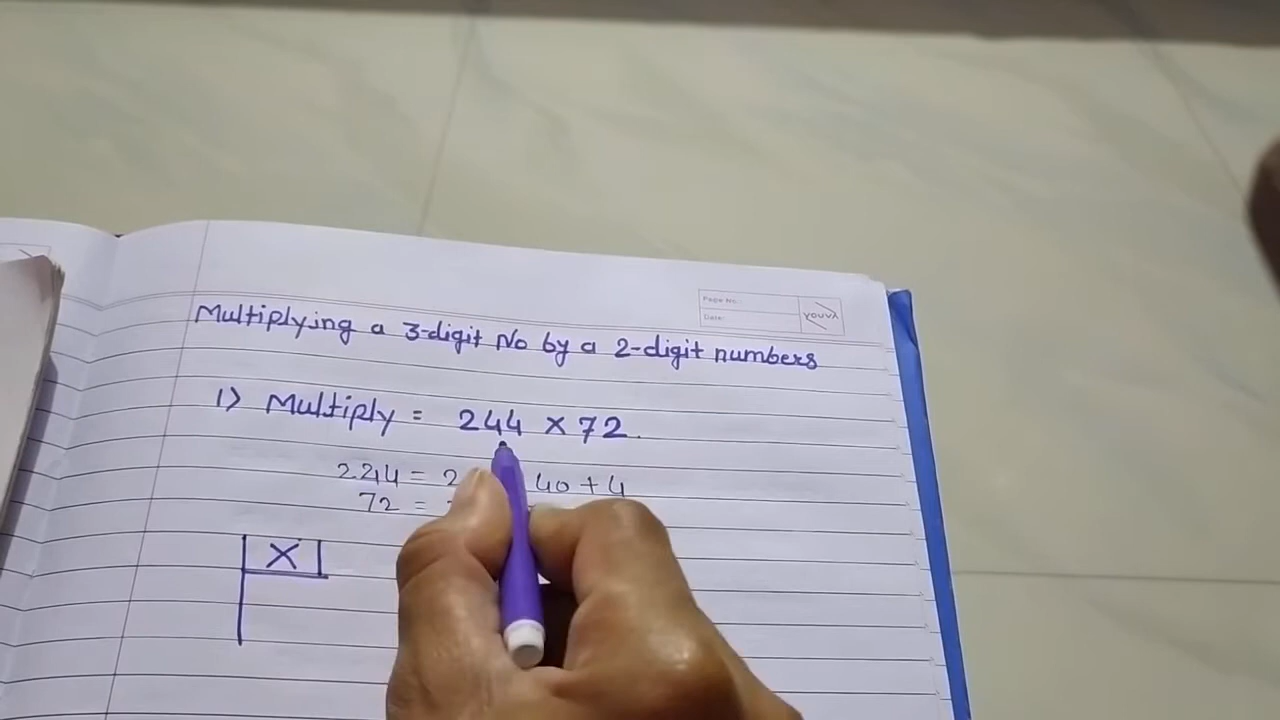 Page No:
Date:
YOUVA
Multiplying a 3-digit No by a 2-digit numbers
1) Multiply = 244 × 72.
224 = 2 40 + 4
72 =
X